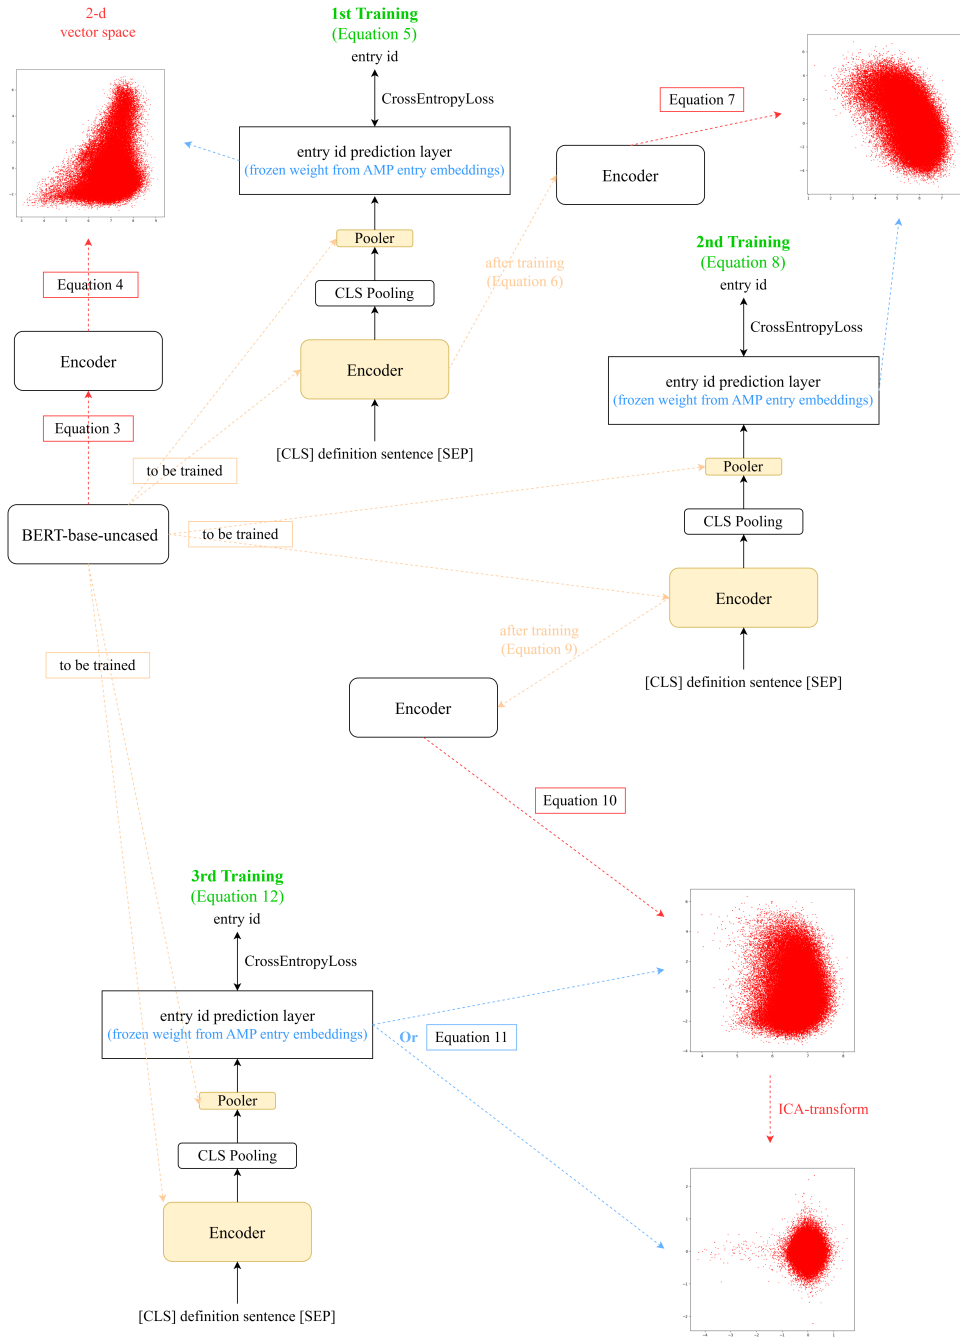 2-d
vector space
1st Training
(Equation 5)
entry id
CrossEntropyLoss
entry id prediction layer
(frozen weight from AMP entry embeddings)
Pooler
CLS Pooling
Encoder
[CLS] definition sentence [SEP]
Equation 7
Encoder
after training
(Equation 6)
Equation 4
Encoder
Equation 3
to be trained
BERT-base-uncased
to be trained
to be trained
2nd Training
(Equation 8)
entry id
CrossEntropyLoss
entry id prediction layer
(frozen weight from AMP entry embeddings)
Pooler
CLS Pooling
Encoder
[CLS] definition sentence [SEP]
after training
(Equation 9)
Encoder
Equation 10
3rd Training
(Equation 12)
entry id
CrossEntropyLoss
entry id prediction layer
(frozen weight from AMP entry embeddings)
Or
Equation 11
Pooler
CLS Pooling
Encoder
[CLS] definition sentence [SEP]
ICA-transform